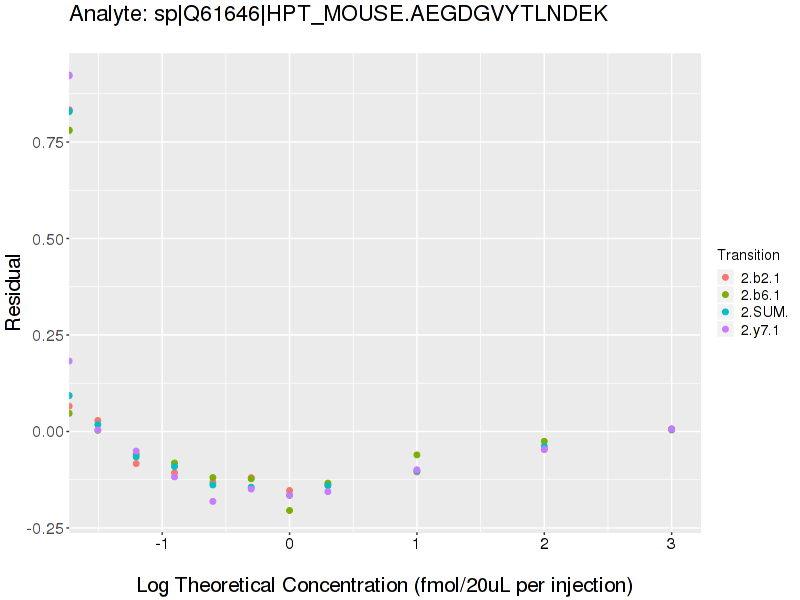 Analyte: sp|Q61646|HPT_MOUSE.AEGDGVYTLNDEK
0.75
0.50
0.25
0.00
-0.25
Residual
-1
0
1
2
3
Log Theoretical Concentration (fmol/20uL per injection)
Transition
2.b2.1
2.b6.1
2.SUM.
2.y7.1